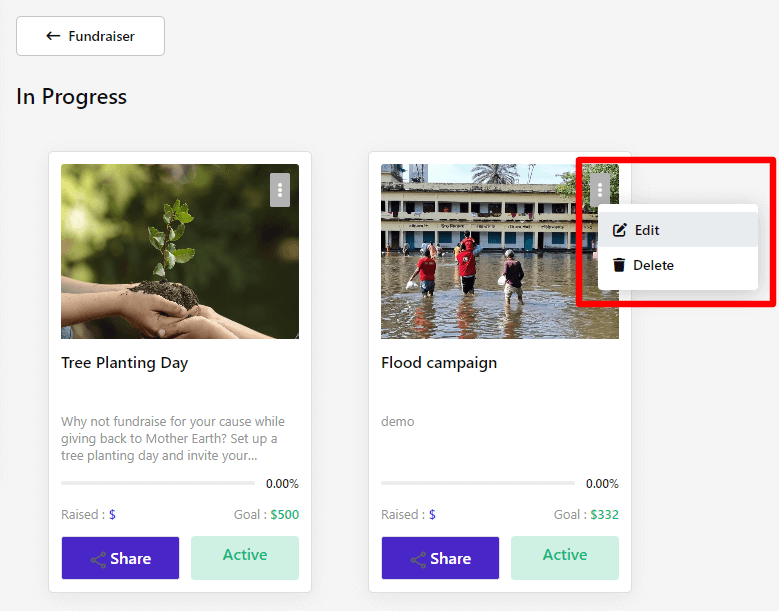 ← Fundraiser
In Progress
Edit
Delete
Tree Planting Day
Why not fundraise for your cause while
giving back to Mother Earth? Set up a
tree planting day and invite your...
0.00%
Raised : $
Goal : $500
Share
Active
Flood campaign
demo
0.00%
Raised : $
Goal : $332
Share
Active